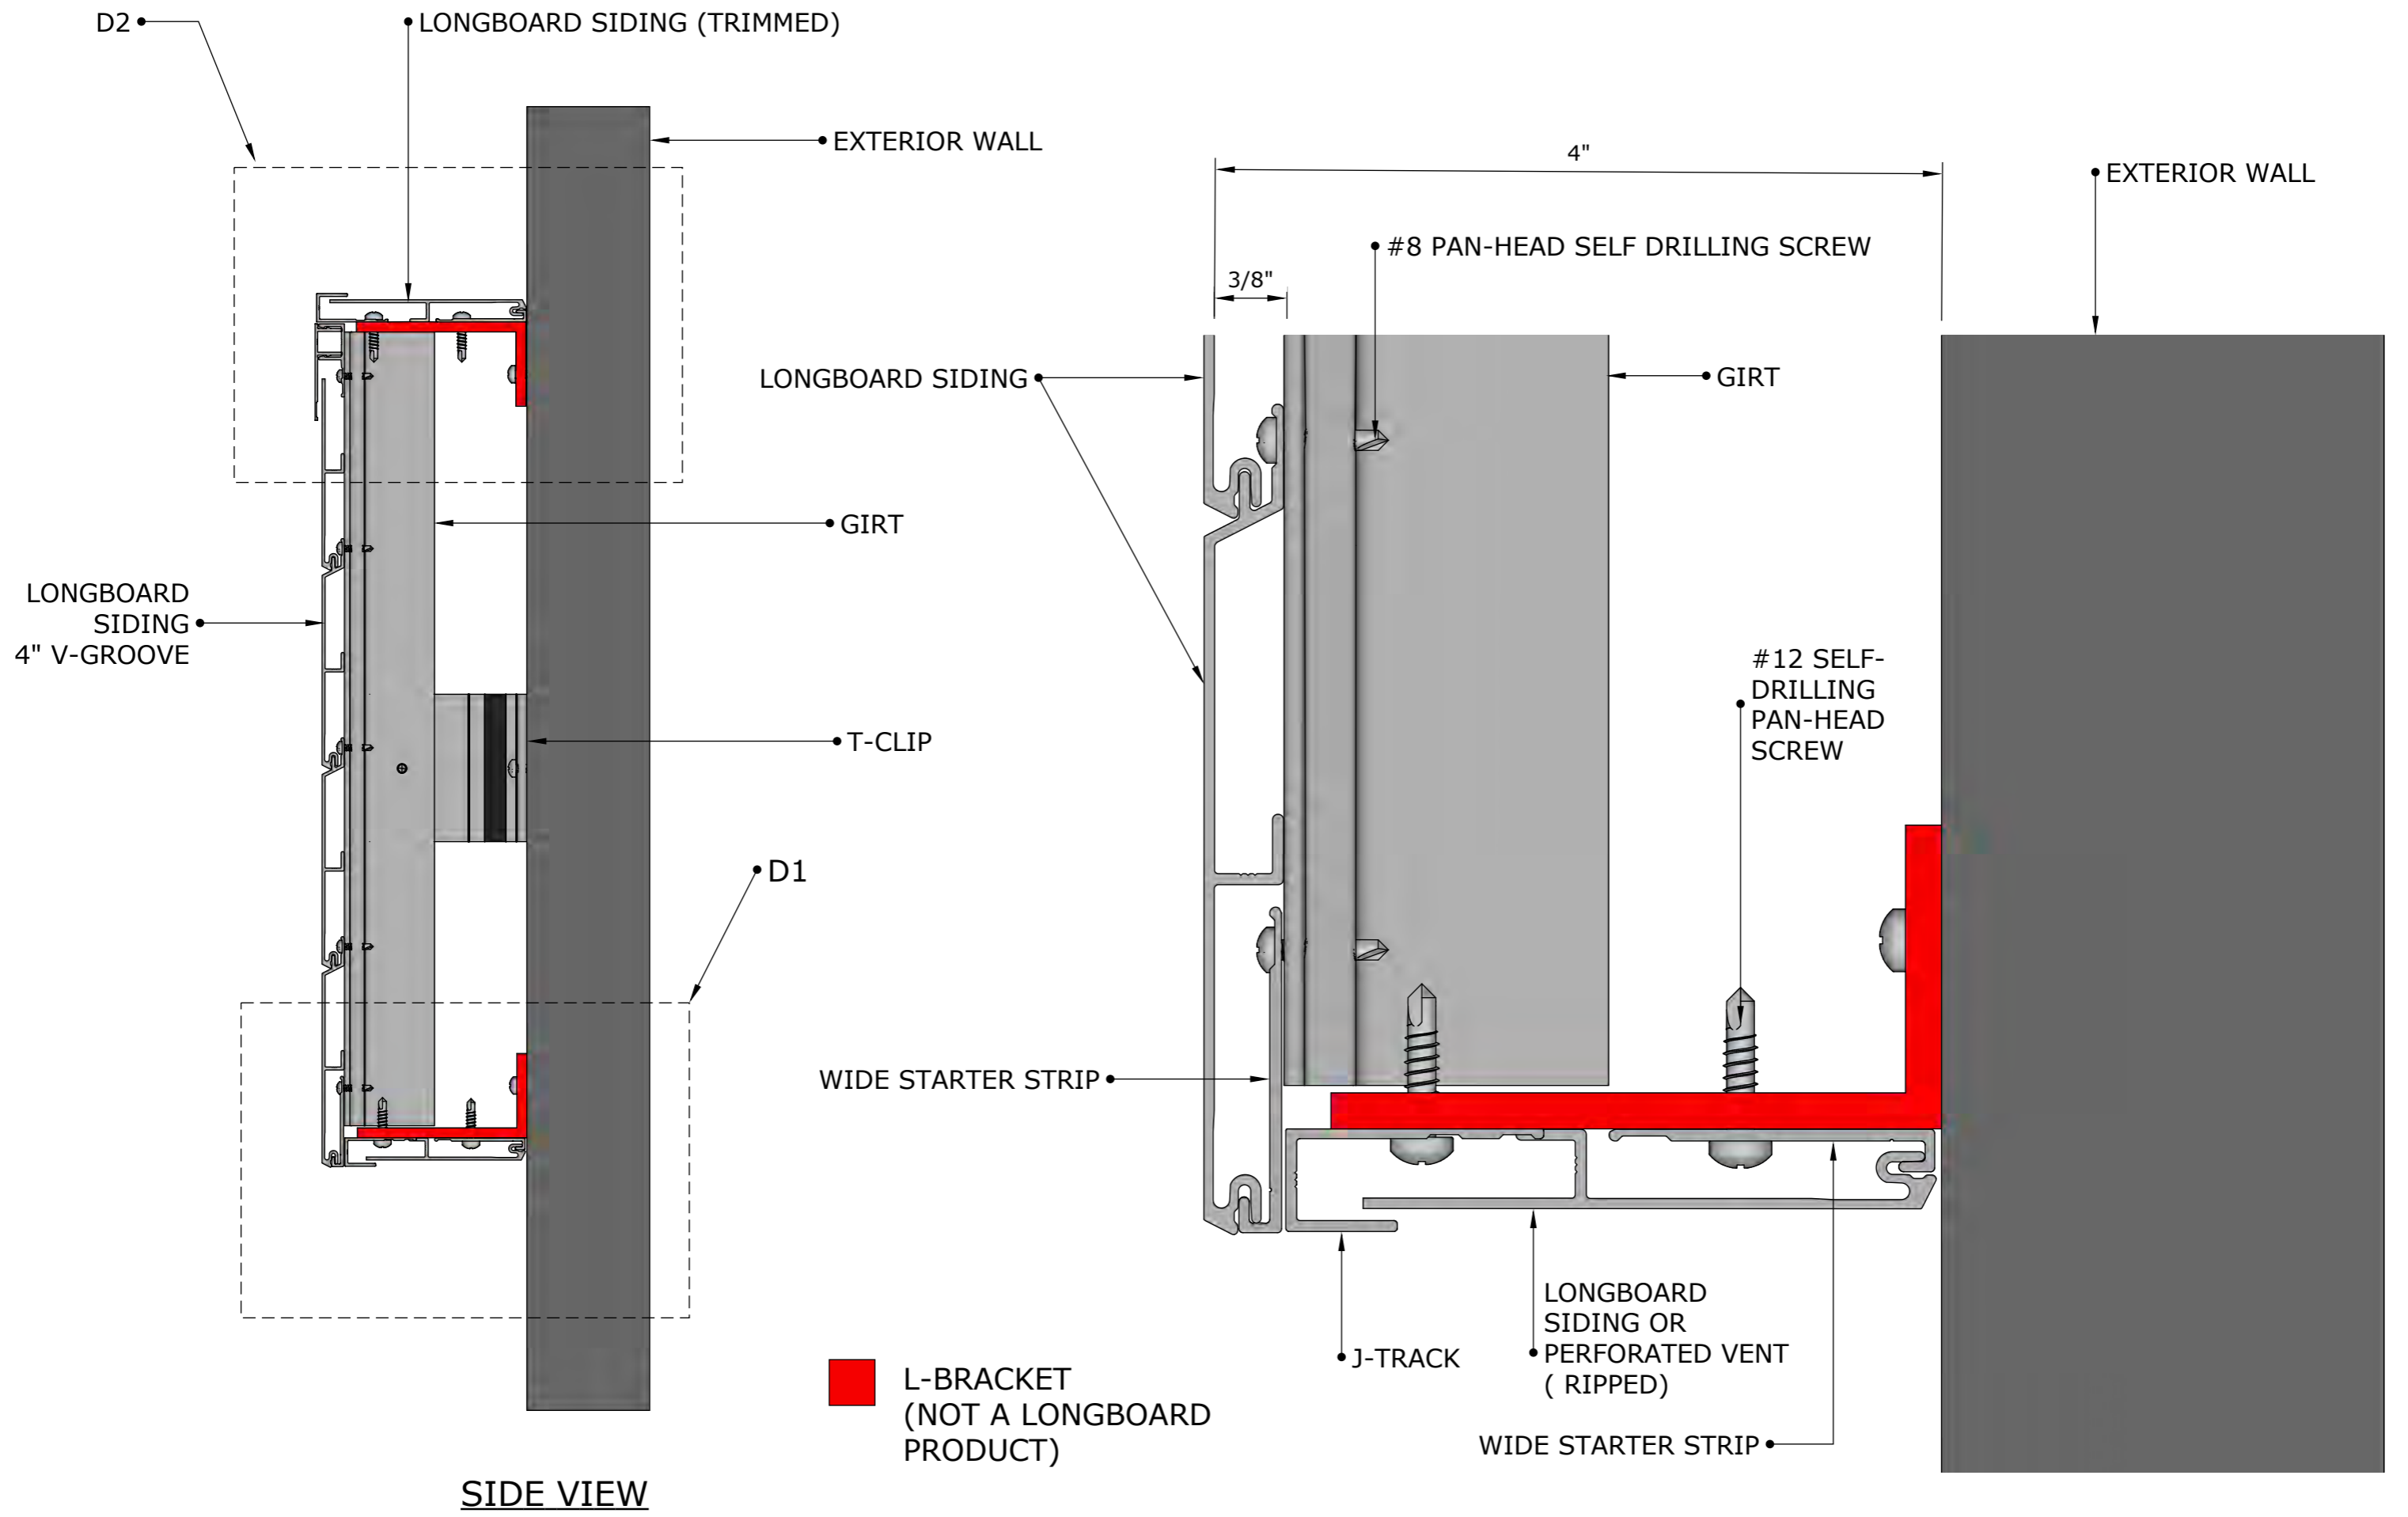 D2
LONGBOARD SIDING (TRIMMED)
EXTERIOR WALL
GIRT
LONGBOARD
SIDING
4" V-GROOVE
T-CLIP
D1
L-BRACKET
(NOT A LONGBOARD
PRODUCT)
SIDE VIEW
4"
EXTERIOR WALL
#8 PAN-HEAD SELF DRILLING SCREW
3/8"
LONGBOARD SIDING
GIRT
#12 SELF-
DRILLING
PAN-HEAD
SCREW
WIDE STARTER STRIP
J-TRACK
LONGBOARD
SIDING OR
PERFORATED VENT
( RIPPED)
WIDE STARTER STRIP